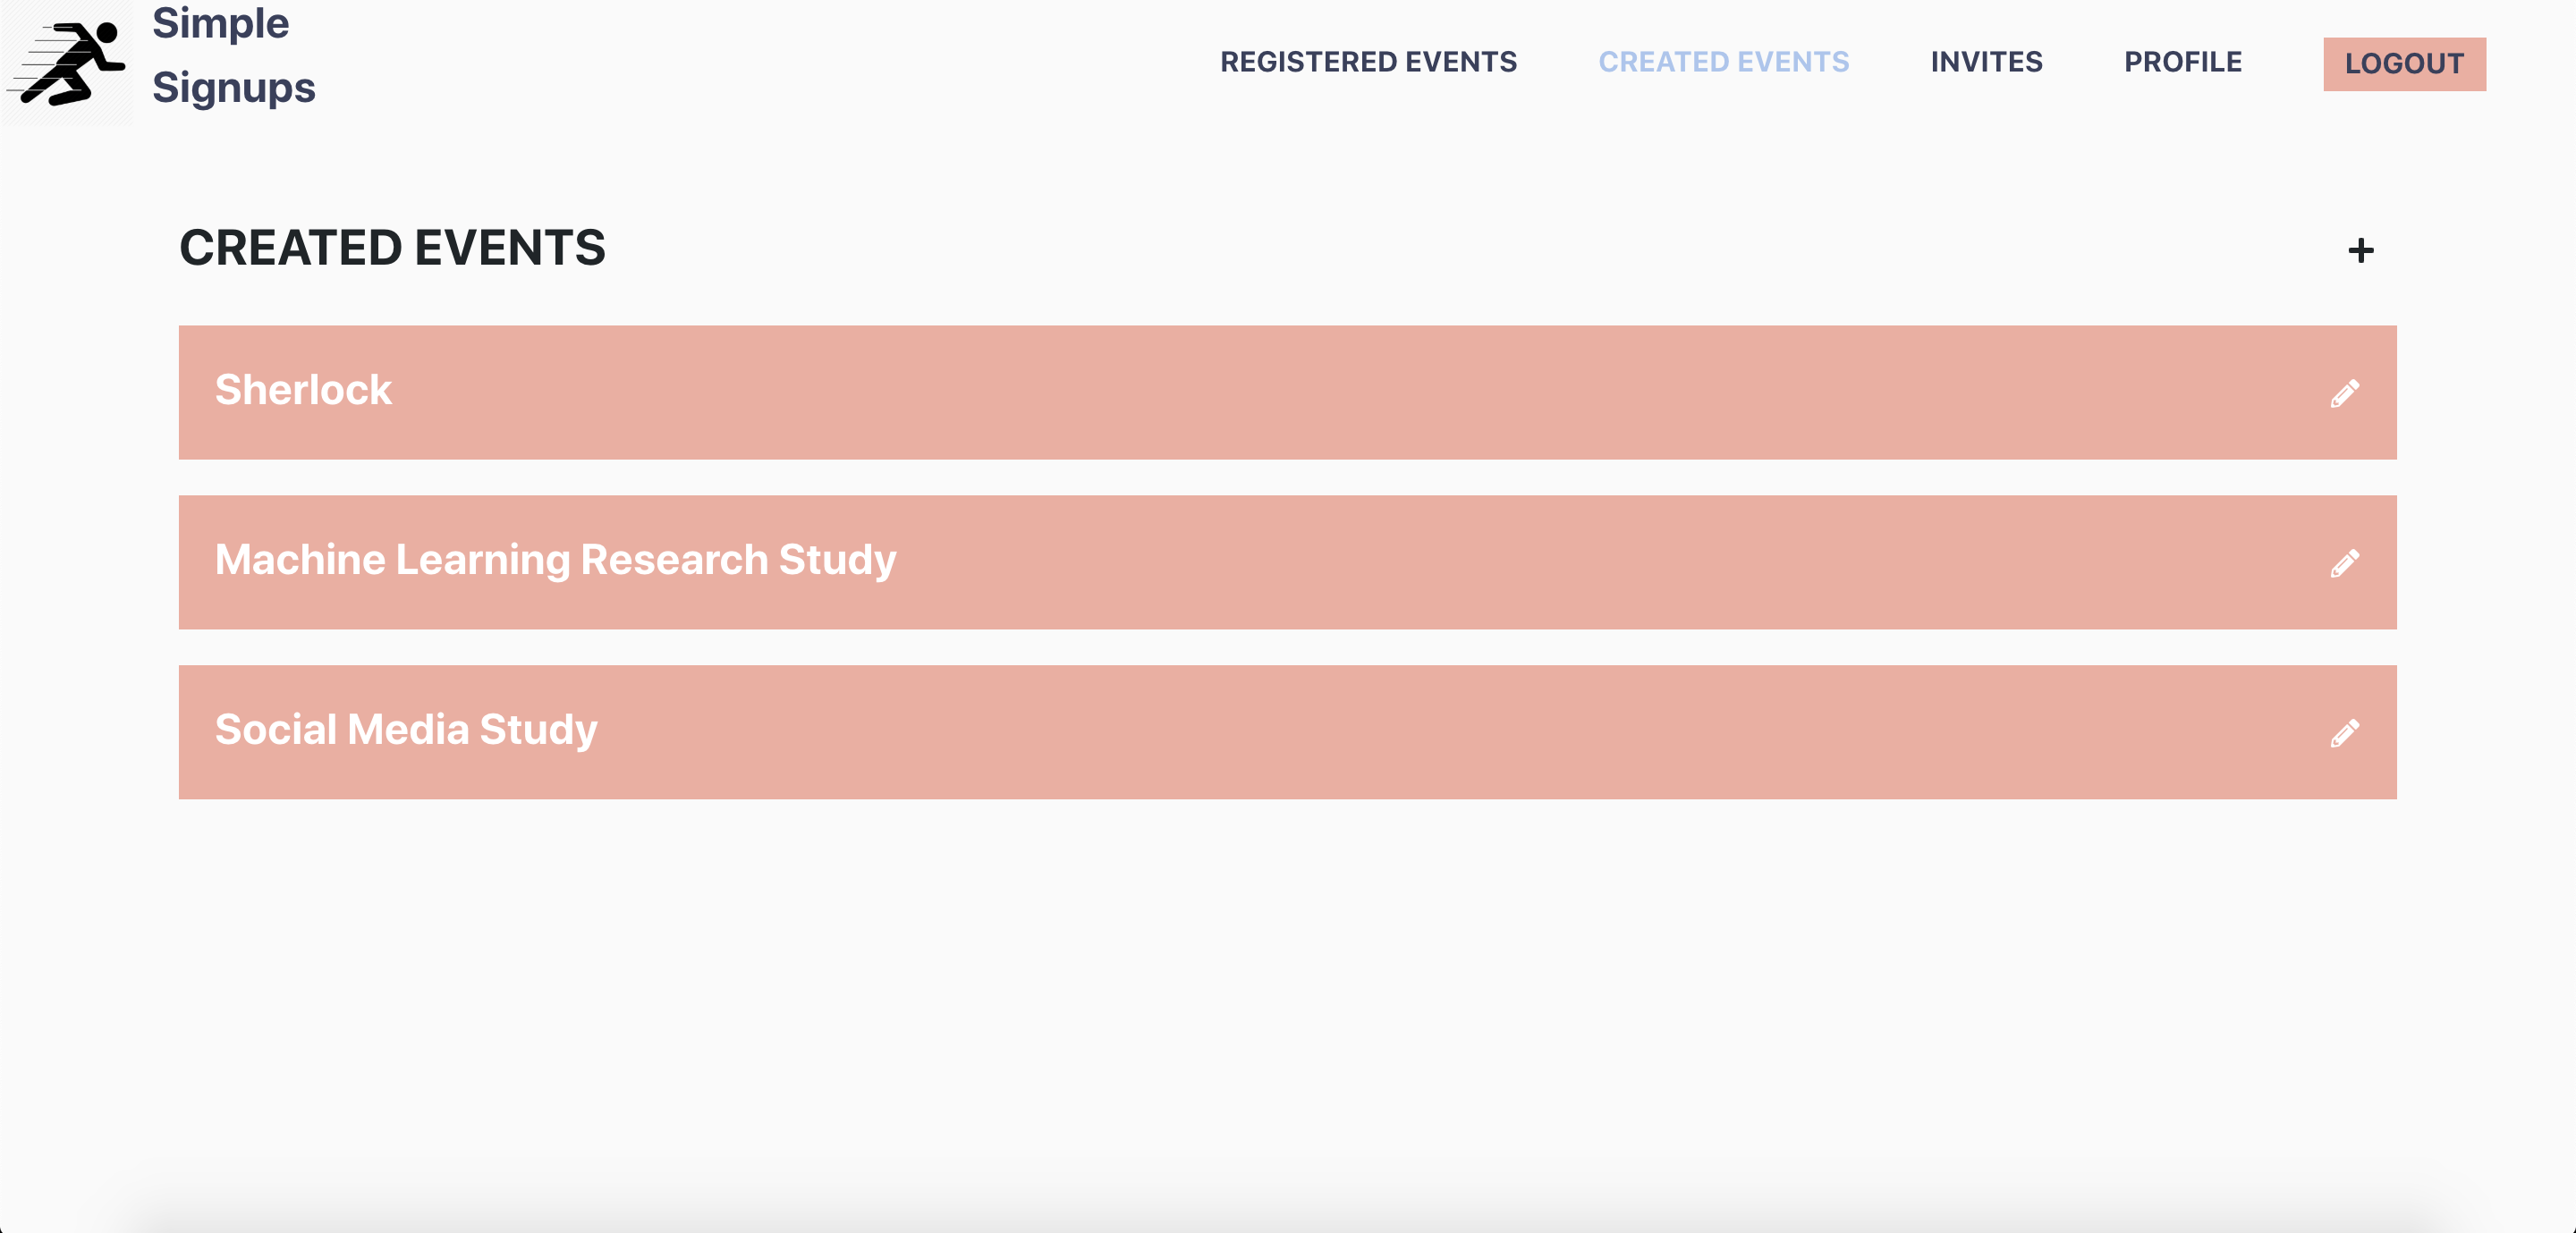 Simple
Signups
REGISTERED EVENTS CREATED EVENTS INVITES PROFILE LOGOUT
CREATED EVENTS +
Sherlock
Machine Learning Research Study
Social Media Study